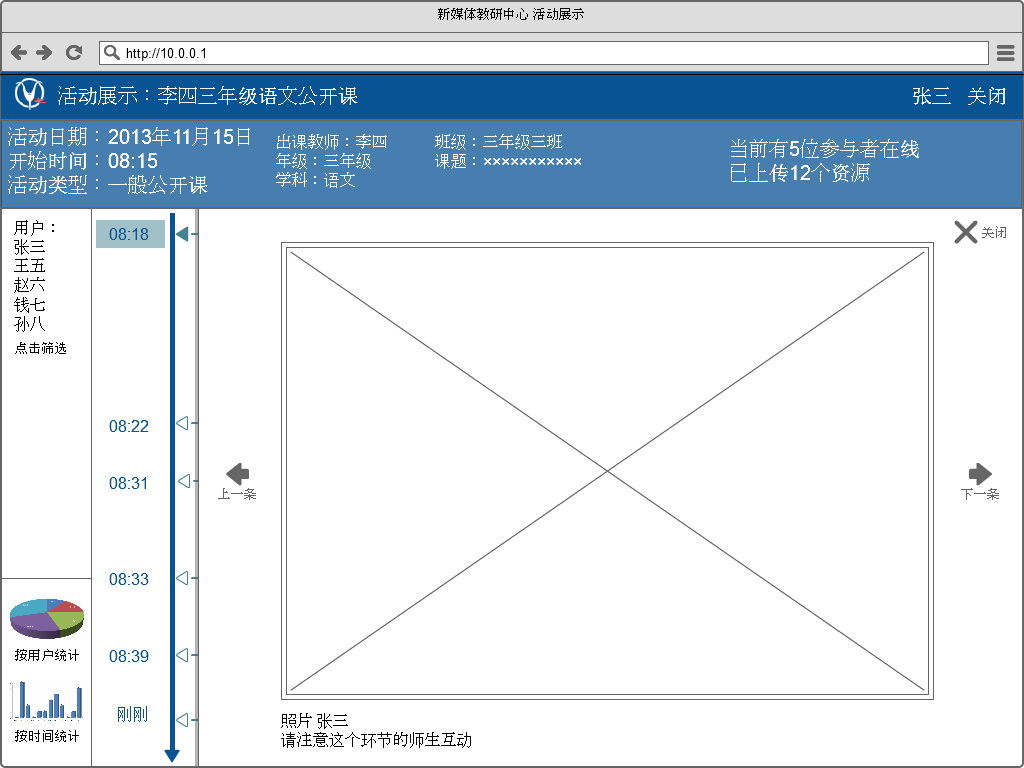 新媒体教研中心 活动展示
http://10.0.0.1
活动展示：李四三年级语文公开课
张三 关闭
活动日期：2013年11月15日
开始时间：08:15
活动类型：一般公开课
出课教师：李四
年级：三年级
学科：语文
班级：三年级三班
课题：×××××××××××
当前有5位参与者在线
已上传12个资源
用户：
张三
王五
赵六
钱七
孙八
点击筛选
按用户统计
按时间统计
08:18
08:22
08:31
08:33
08:39
刚刚
关闭
上一条
下一条
照片 张三
请注意这个环节的师生互动